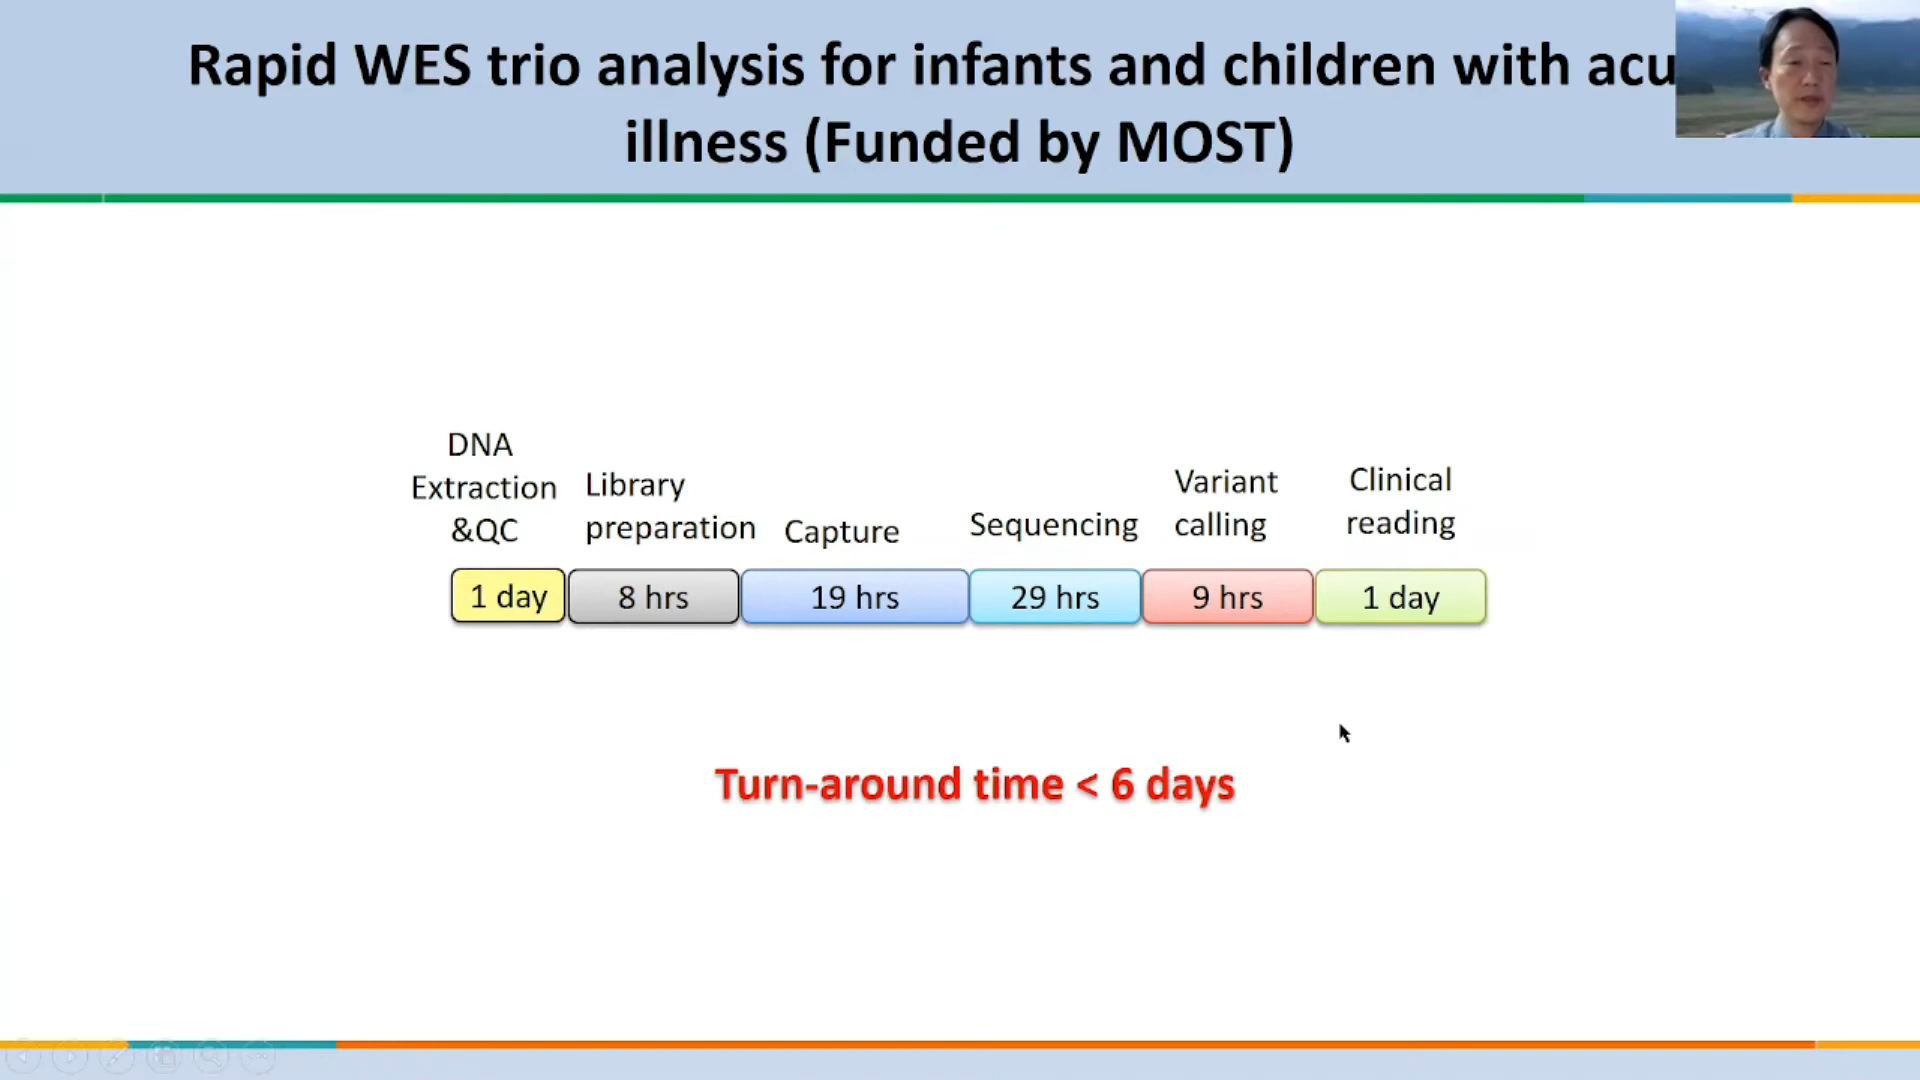 Rapid WES trio analysis for infants and children with
illness (Funded by MOST)
DNA
Extraction
&QC
Library
preparation
Capture
Sequencing
Variant
calling
Clinical
reading
1 day
8 hrs
19 hrs
29 hrs
9 hrs
1 day
Turn-around time < 6 days